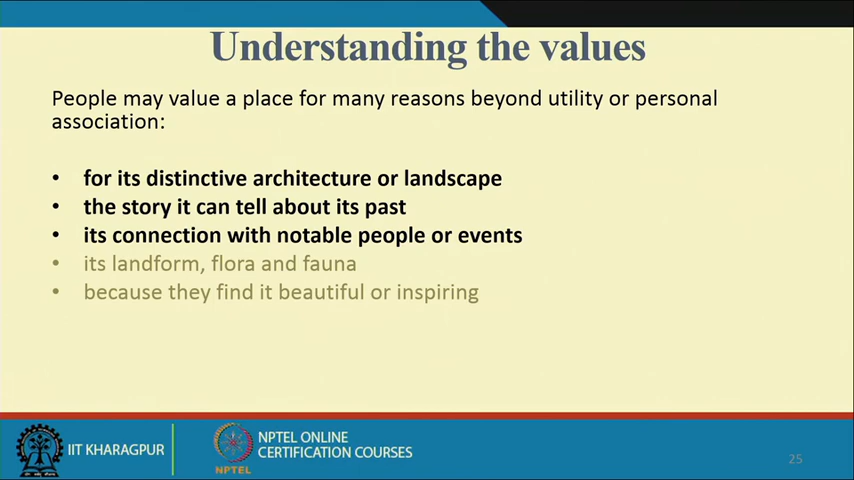 Understanding the values
People may value a place for many reasons beyond utility or personal
association:
• for its distinctive architecture or landscape
• the story it can tell about its past
• its connection with notable people or events
• its landform, flora and fauna
• because they find it beautiful or inspiring
IIT KHARAGPUR
NPTEL
NPTEL ONLINE
CERTIFICATION COURSES
25